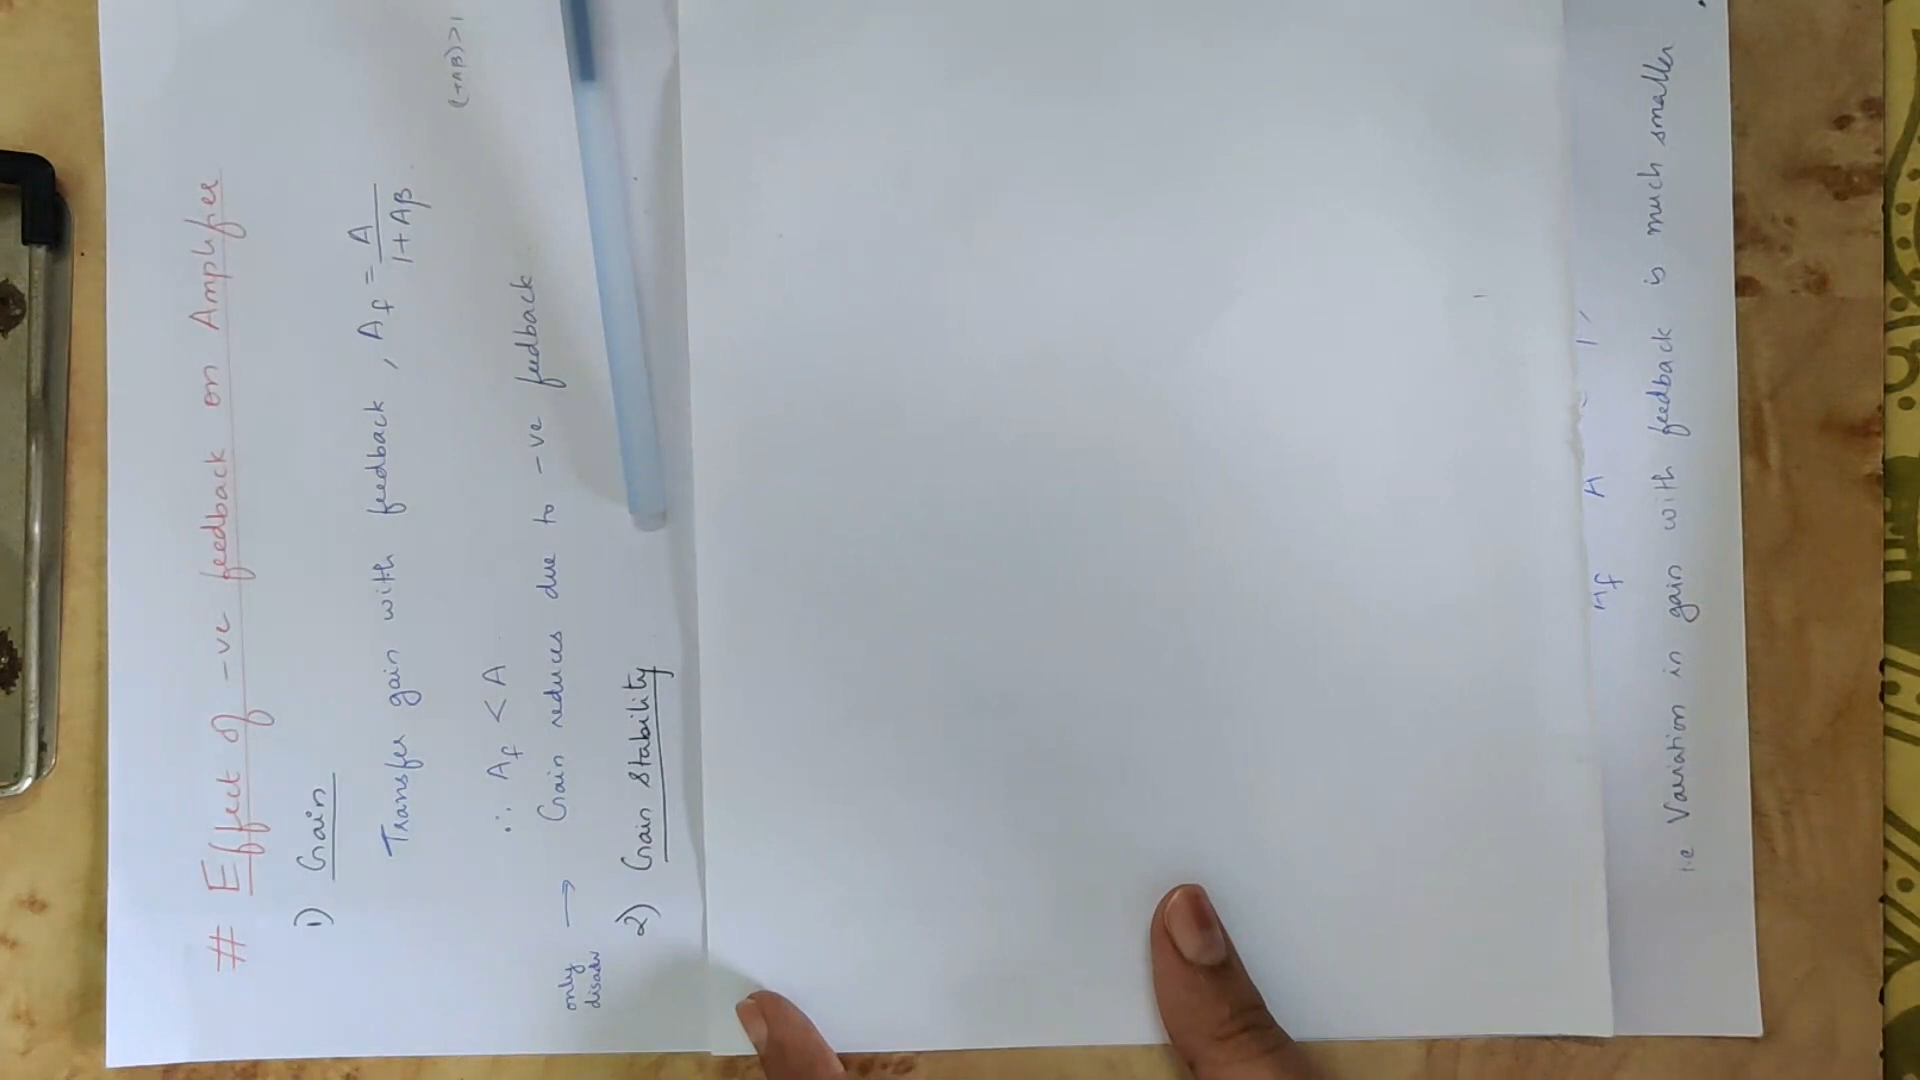 # Effect of -ve feedback on Amplifier
1) Gain
Transfer gain with feedback, Af = A / 1+Aβ
(1+Aβ)>1
∴ Af < A
only disadv → Gain reduces due to -ve feedback
2) Gain stability
Af A
i.e Variation in gain with feedback is much smaller